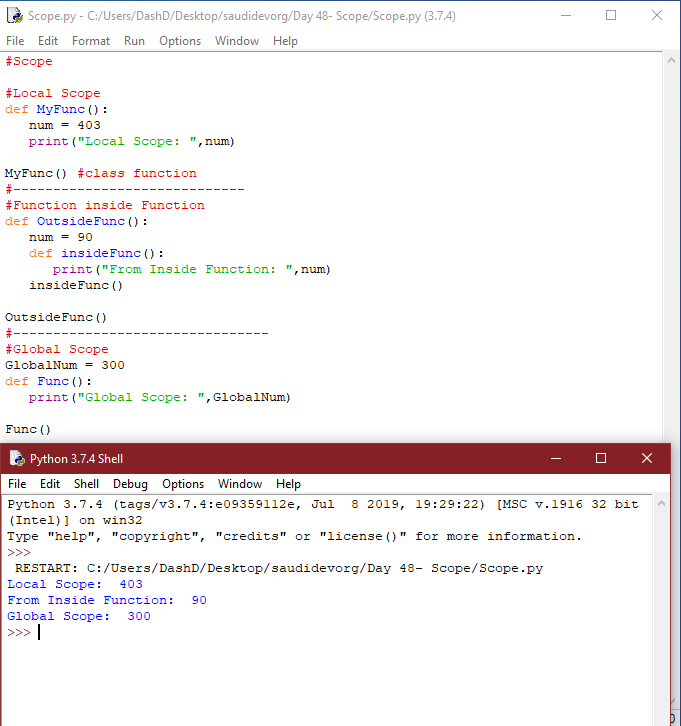 Scope.py - C:/Users/DashD/Desktop/saudidevorg/Day 48- Scope/Scope.py (3.7.4)
File Edit Format Run Options Window Help
#Scope
#Local Scope
def MyFunc():
   num = 403
   print("Local Scope: ",num)
MyFunc() #class function
#-----------------------------
#Function inside Function
def OutsideFunc():
   num = 90
   def insideFunc():
      print("From Inside Function: ",num)
   insideFunc()
OutsideFunc()
#--------------------------------
#Global Scope
GlobalNum = 300
def Func():
   print("Global Scope: ",GlobalNum)
Func()
Python 3.7.4 Shell
File Edit Shell Debug Options Window Help
Python 3.7.4 (tags/v3.7.4:e09359112e, Jul  8 2019, 19:29:22) [MSC v.1916 32 bit
(Intel)] on win32
Type "help", "copyright", "credits" or "license()" for more information.
>>>
 RESTART: C:/Users/DashD/Desktop/saudidevorg/Day 48- Scope/Scope.py
Local Scope:  403
From Inside Function:  90
Global Scope:  300
>>>